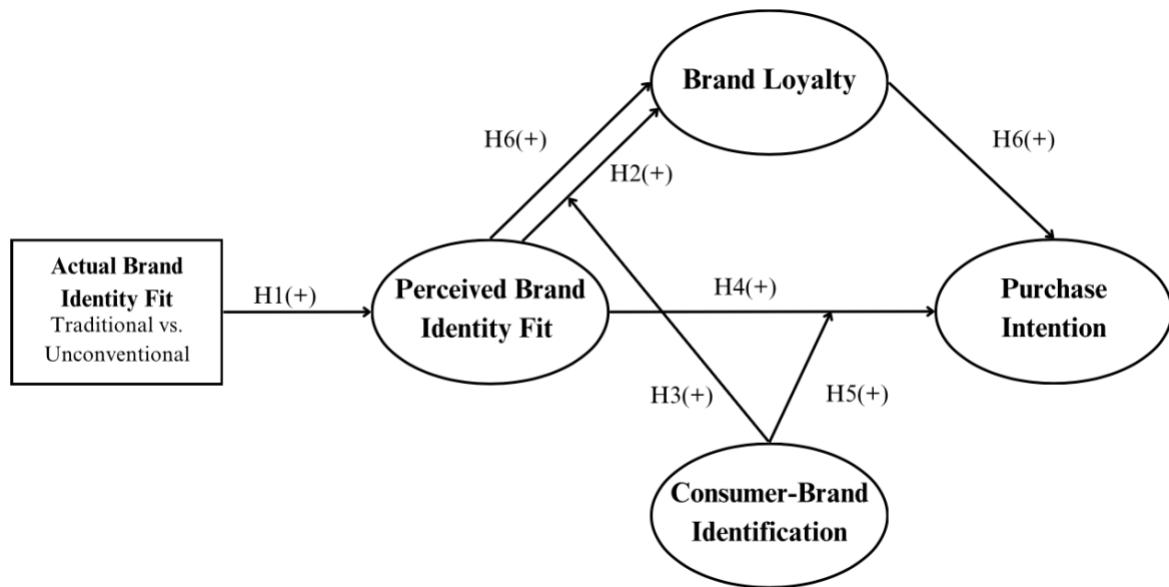 Brand Loyalty
H6(+)
H6(+)
H2(+)
Actual Brand
Identity Fit
Traditional vs.
Unconventional
H1(+)
Perceived Brand
Identity Fit
H4(+)
Purchase
Intention
H3(+)
H5(+)
Consumer-Brand
Identification